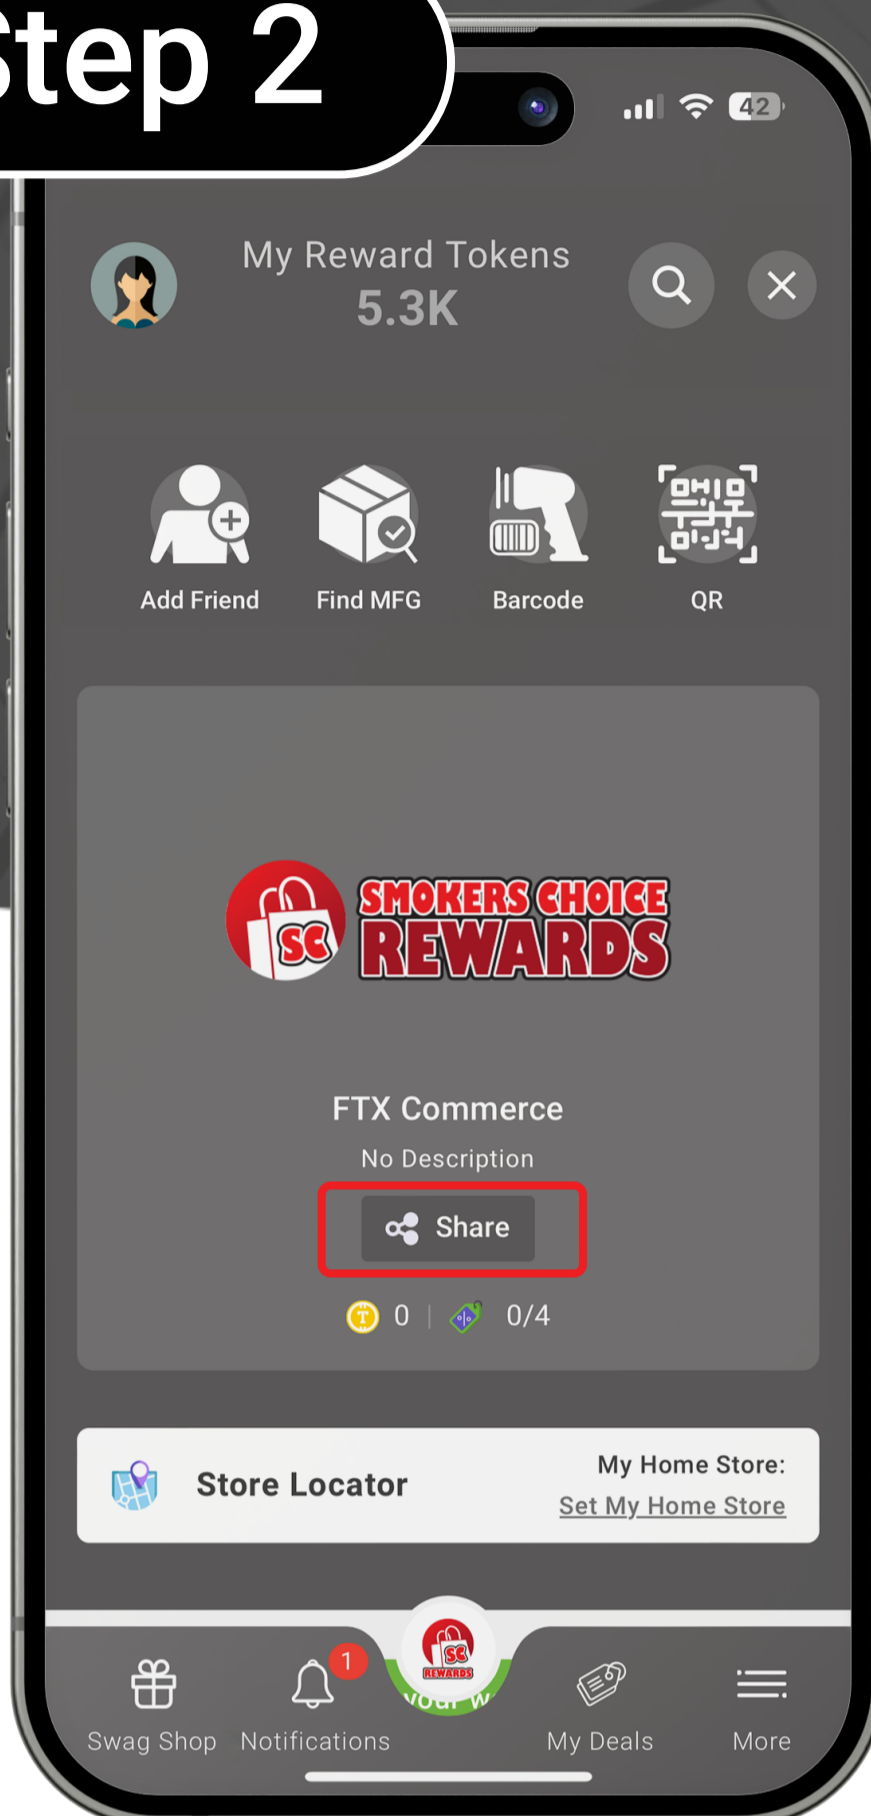 Step 2
42
My Reward Tokens
5.3K
Add Friend
Find MFG
Barcode
QR
SC
SMOKERS CHOICE
REWARDS
FTX Commerce
No Description
Share
T 0 | 0/4
Store Locator
My Home Store:
Set My Home Store
1
SC
REWARDS
your w
Swag Shop
Notifications
My Deals
More